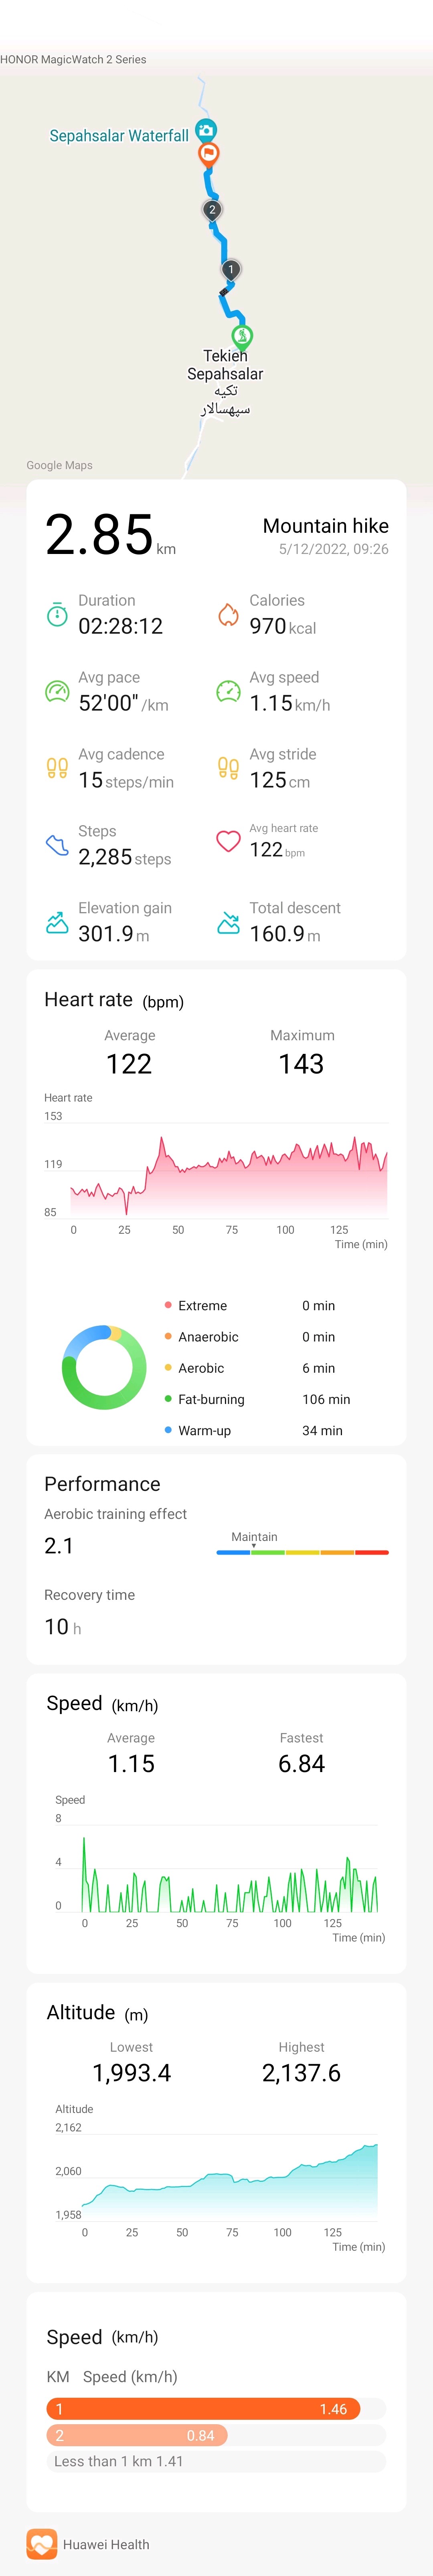 HONOR MagicWatch 2 Series
Sepahsalar Waterfall
2
1
Tekieh
Sepahsalar
تکیه
سپهسالار
Google Maps
2.85 km
Mountain hike
5/12/2022, 09:26
Duration
Calories
02:28:12
970 kcal
Avg pace
Avg speed
52'00" /km
1.15 km/h
Avg cadence
Avg stride
15 steps/min
125 cm
Steps
Avg heart rate
2,285 steps
122 bpm
Elevation gain
Total descent
301.9 m
160.9 m
Heart rate (bpm)
Average
Maximum
122
143
Heart rate
153
119
85
0 25 50 75 100 125
Time (min)
Extreme 0 min
Anaerobic 0 min
Aerobic 6 min
Fat-burning 106 min
Warm-up 34 min
Performance
Aerobic training effect
2.1
Maintain
Recovery time
10 h
Speed (km/h)
Average
Fastest
1.15
6.84
Speed
8
4
0
0 25 50 75 100 125
Time (min)
Altitude (m)
Lowest
Highest
1,993.4
2,137.6
Altitude
2,162
2,060
1,958
0 25 50 75 100 125
Time (min)
Speed (km/h)
KM Speed (km/h)
1 1.46
2 0.84
Less than 1 km 1.41
Huawei Health